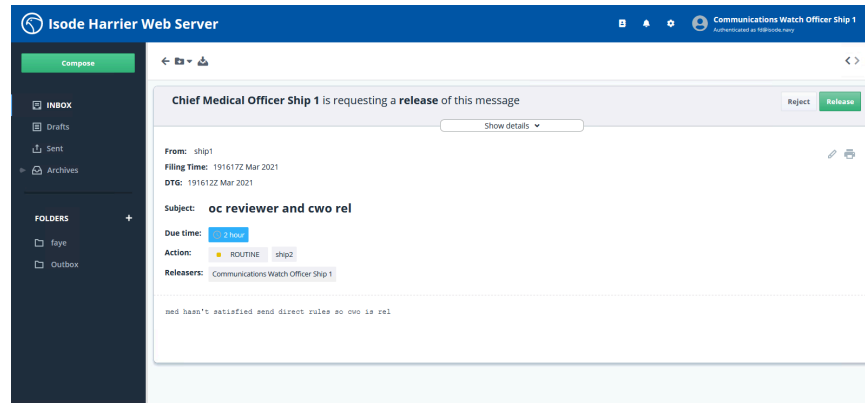 Isode Harrier Web Server
Communications Watch Officer Ship 1
Authenticated as fd@isode.navy
Compose
INBOX
Drafts
Sent
Archives
FOLDERS +
faye
Outbox
Chief Medical Officer Ship 1 is requesting a release of this message
Reject
Release
Show details
From: ship1
Filing Time: 191617Z Mar 2021
DTG: 191612Z Mar 2021
Subject: oc reviewer and cwo rel
Due time: 2 hour
Action: ROUTINE ship2
Releasers: Communications Watch Officer Ship 1
med hasn't satisfied send direct rules so cwo is rel